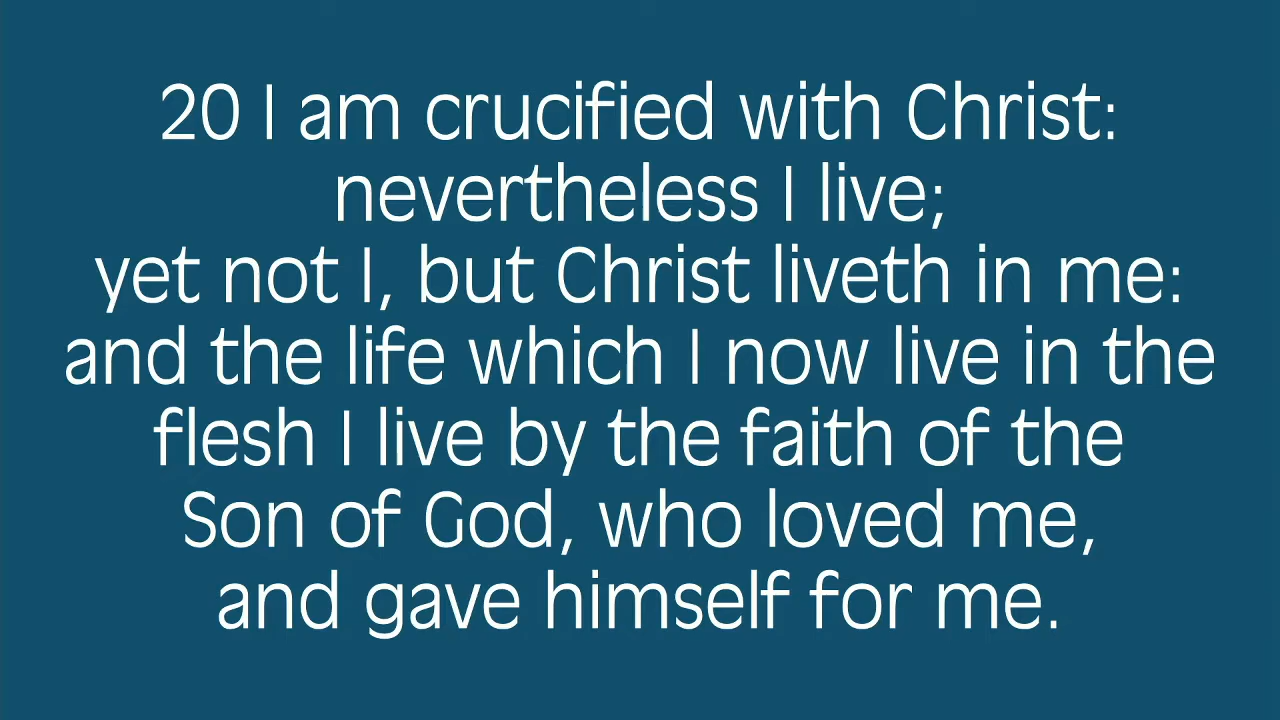 20 I am crucified with Christ:
nevertheless I live;
yet not I, but Christ liveth in me:
and the life which I now live in the
flesh I live by the faith of the
Son of God, who loved me,
and gave himself for me.